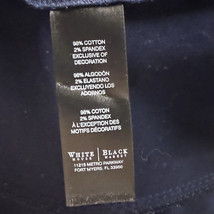 98% COTTON
2% SPANDEX
EXCLUSIVE OF
DECORATION
98% ALGODÓN
2% ELASTANO
EXCLUYENDO LOS
ADORNOS
98% COTON
2% SPANDEX
À L'EXCEPTION
DES MOTIFS
DÉCORATIFS
WHITE | BLACK
HOUSE | MARKET
11215 METRO PARKWAY
FORT MYERS, FL 33966